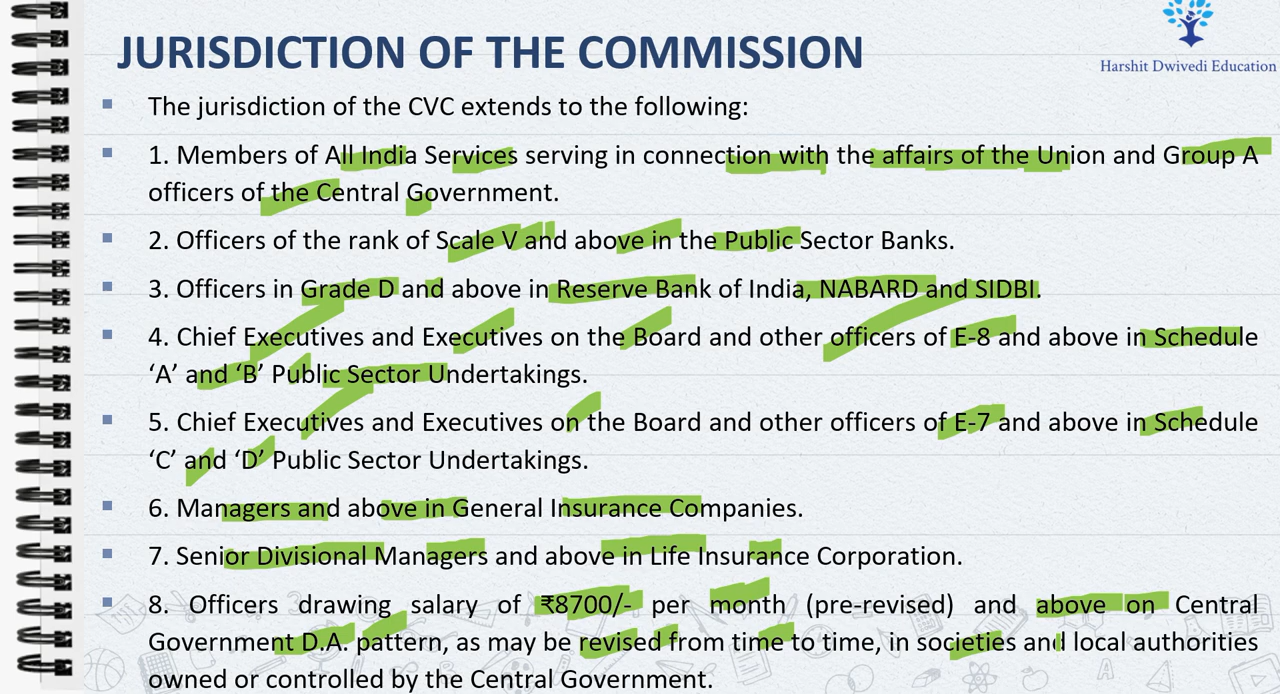 JURISDICTION OF THE COMMISSION
Harshit Dwivedi Education
The jurisdiction of the CVC extends to the following:
1. Members of All India Services serving in connection with the affairs of the Union and Group A
officers of the Central Government.
2. Officers of the rank of Scale V and above in the Public Sector Banks.
3. Officers in Grade D and above in Reserve Bank of India, NABARD and SIDBI.
4. Chief Executives and Executives on the Board and other officers of E-8 and above in Schedule
‘A’ and ‘B’ Public Sector Undertakings.
5. Chief Executives and Executives on the Board and other officers of E-7 and above in Schedule
‘C’ and ‘D’ Public Sector Undertakings.
6. Managers and above in General Insurance Companies.
7. Senior Divisional Managers and above in Life Insurance Corporation.
8. Officers drawing salary of ₹8700/- per month (pre-revised) and above on Central
Government D.A. pattern, as may be revised from time to time, in societies and local authorities
owned or controlled by the Central Government.